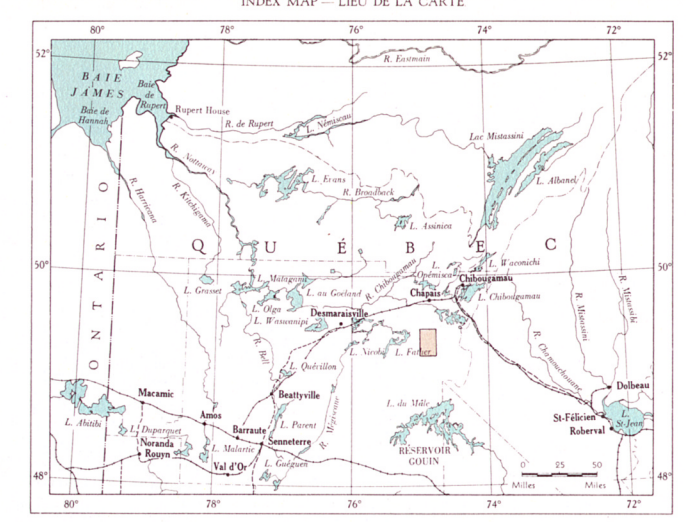 INDEX MAP — LIEU DE LA CARTE
80° 78° 76° 74° 72°
52° 52°
R. Eastmain
BAIE
JAMES
Baie
de
Rupert
Baie de
Hannah
Rupert House
R. de Rupert
L. Némiscau
Lac Mistassini
R. Nottaway
L. Evans
R. Broadback
L. Albanel
R. Harricana
R. Kitchigama
L. Assinica
QUÉBEC
ONTARIO
50° 50°
L. Waconichi
L.
Opémisca
Chibougamau
L. Grasset
L. Matagami
R. Chibougamau
L. au Goeland
Chapais
L. Chibougamau
L. Olga
L. Waswanipi
Desmaraisville
R. Mistassini
R. Mistassibi
R. Bell
L. Nicobi
L. Father
R. Chamouchouane
L. Quévillon
Dolbeau
Macamic
Beattyville
L. Abitibi
Amos
L. Parent
R. Mégiscane
L. du Mâle
St-Félicien
L.
St-Jean
Roberval
L. Duparquet
Barraute
Noranda
Rouyn
L. Malartic
Senneterre
RÉSERVOIR
GOUIN
Val d'Or
L. Guéguen
0 25 50
Milles Miles
48° 48°
80° 78° 76° 74° 72°